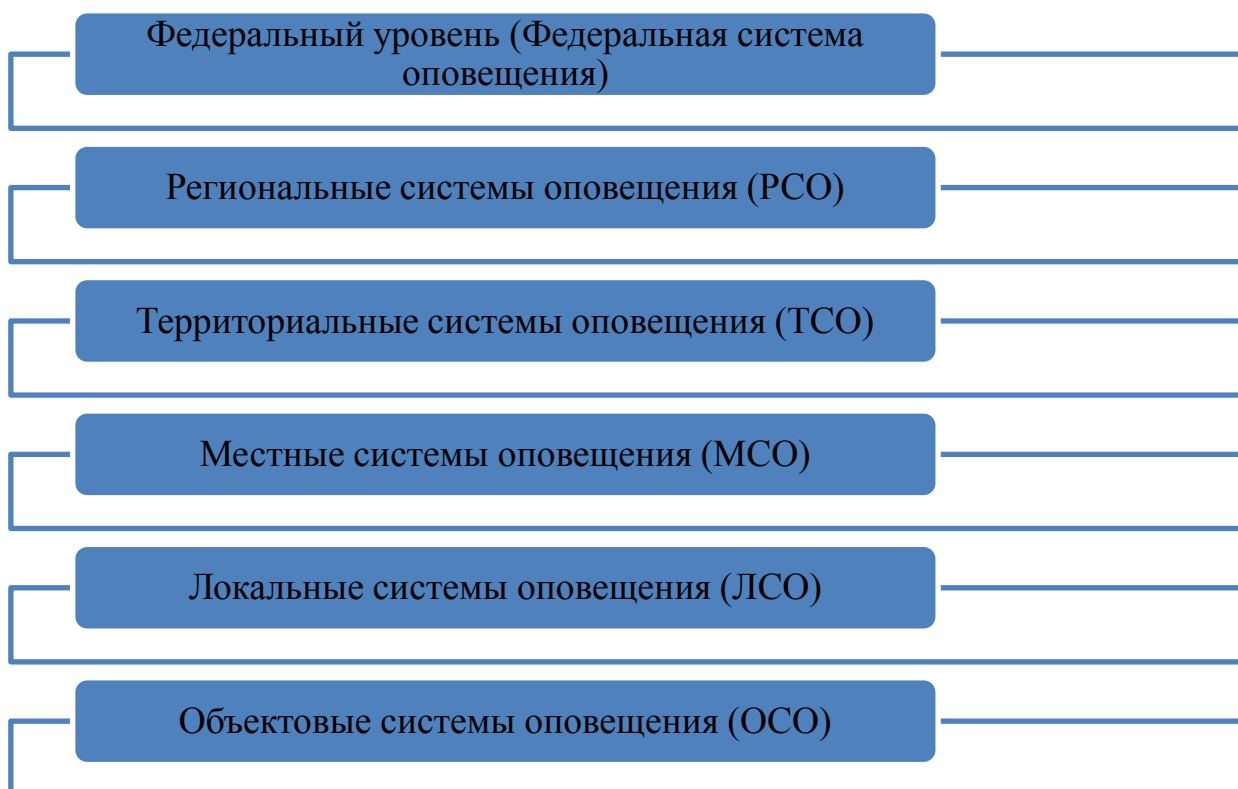 Федеральный уровень (Федеральная система
оповещения)
Региональные системы оповещения (РСО)
Территориальные системы оповещения (ТСО)
Местные системы оповещения (МСО)
Локальные системы оповещения (ЛСО)
Объектовые системы оповещения (ОСО)